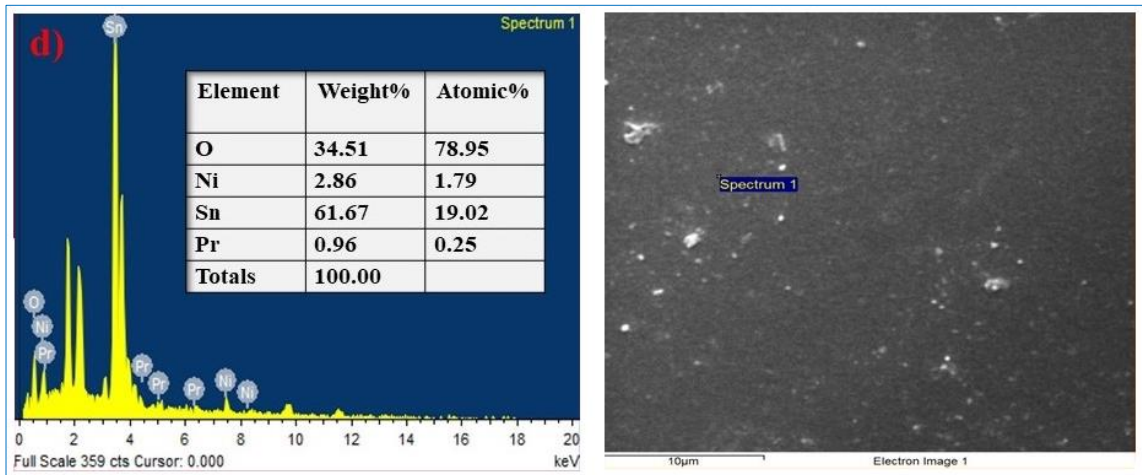 Spectrum 1
d)
Sn
Element Weight% Atomic%
O 34.51 78.95
Ni 2.86 1.79
Sn 61.67 19.02
Pr 0.96 0.25
Totals 100.00
O
Ni
Pr
Pr
Pr
Pr
Ni
Ni
0 2 4 6 8 10 12 14 16 18 20
Full Scale 359 cts Cursor: 0.000 keV
Spectrum 1
10µm Electron Image 1